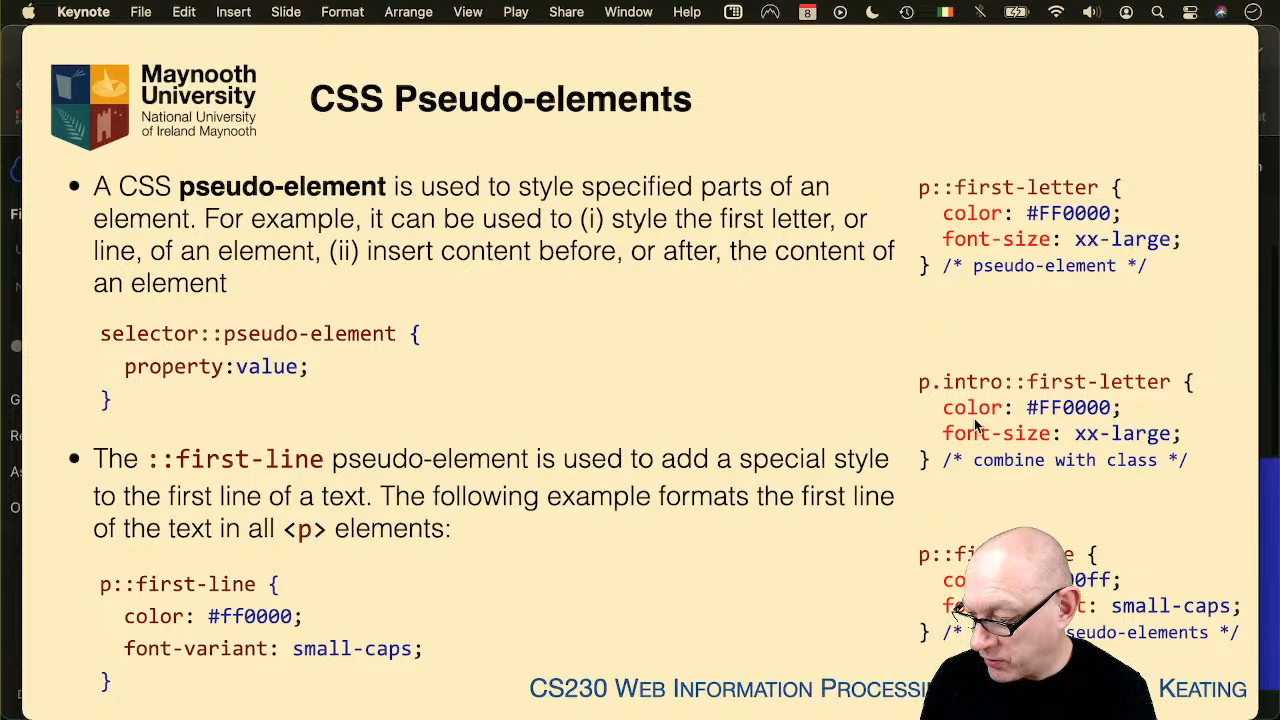 Keynote File Edit Insert Slide Format Arrange View Play Share Window Help 8
Maynooth
University
National University
of Ireland Maynooth
CSS Pseudo-elements
• A CSS pseudo-element is used to style specified parts of an
element. For example, it can be used to (i) style the first letter, or
line, of an element, (ii) insert content before, or after, the content of
an element
selector::pseudo-element {
property:value;
}
• The ::first-line pseudo-element is used to add a special style
to the first line of a text. The following example formats the first line
of the text in all <p> elements:
p::first-line {
color: #ff0000;
font-variant: small-caps;
}
p::first-letter {
color: #FF0000;
font-size: xx-large;
} /* pseudo-element */
p.intro::first-letter {
color: #FF0000;
font-size: xx-large;
} /* combine with class */
{
small-caps;
} /* */
CS230 WEB INFORMATION KEATING